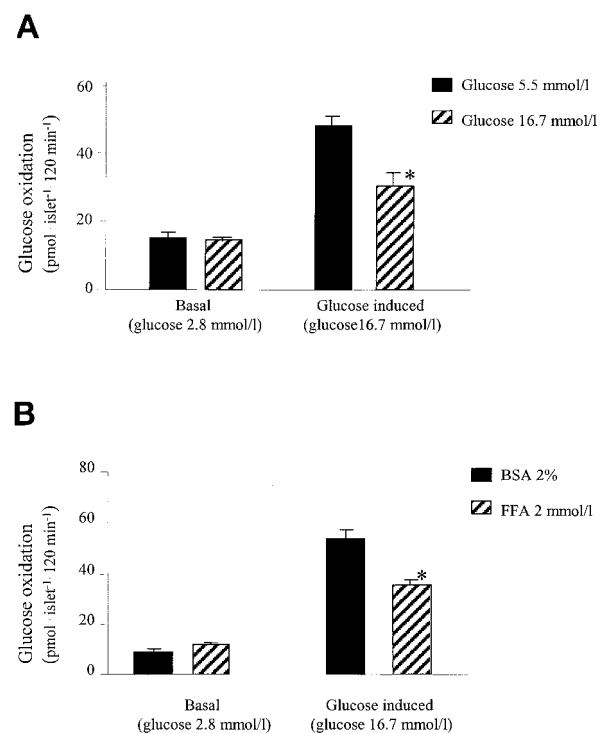 A
60
40
20
0
Glucose oxidation
(pmol · islet⁻¹· 120 min⁻¹)
Glucose 5.5 mmol/l
Glucose 16.7 mmol/l
*
Basal
(glucose 2.8 mmol/l)
Glucose induced
(glucose16.7 mmol/l)
B
80
60
40
20
0
Glucose oxidation
(pmol · islet⁻¹· 120 min⁻¹)
BSA 2%
FFA 2 mmol/l
*
Basal
(glucose 2.8 mmol/l)
Glucose induced
(glucose 16.7 mmol/l)